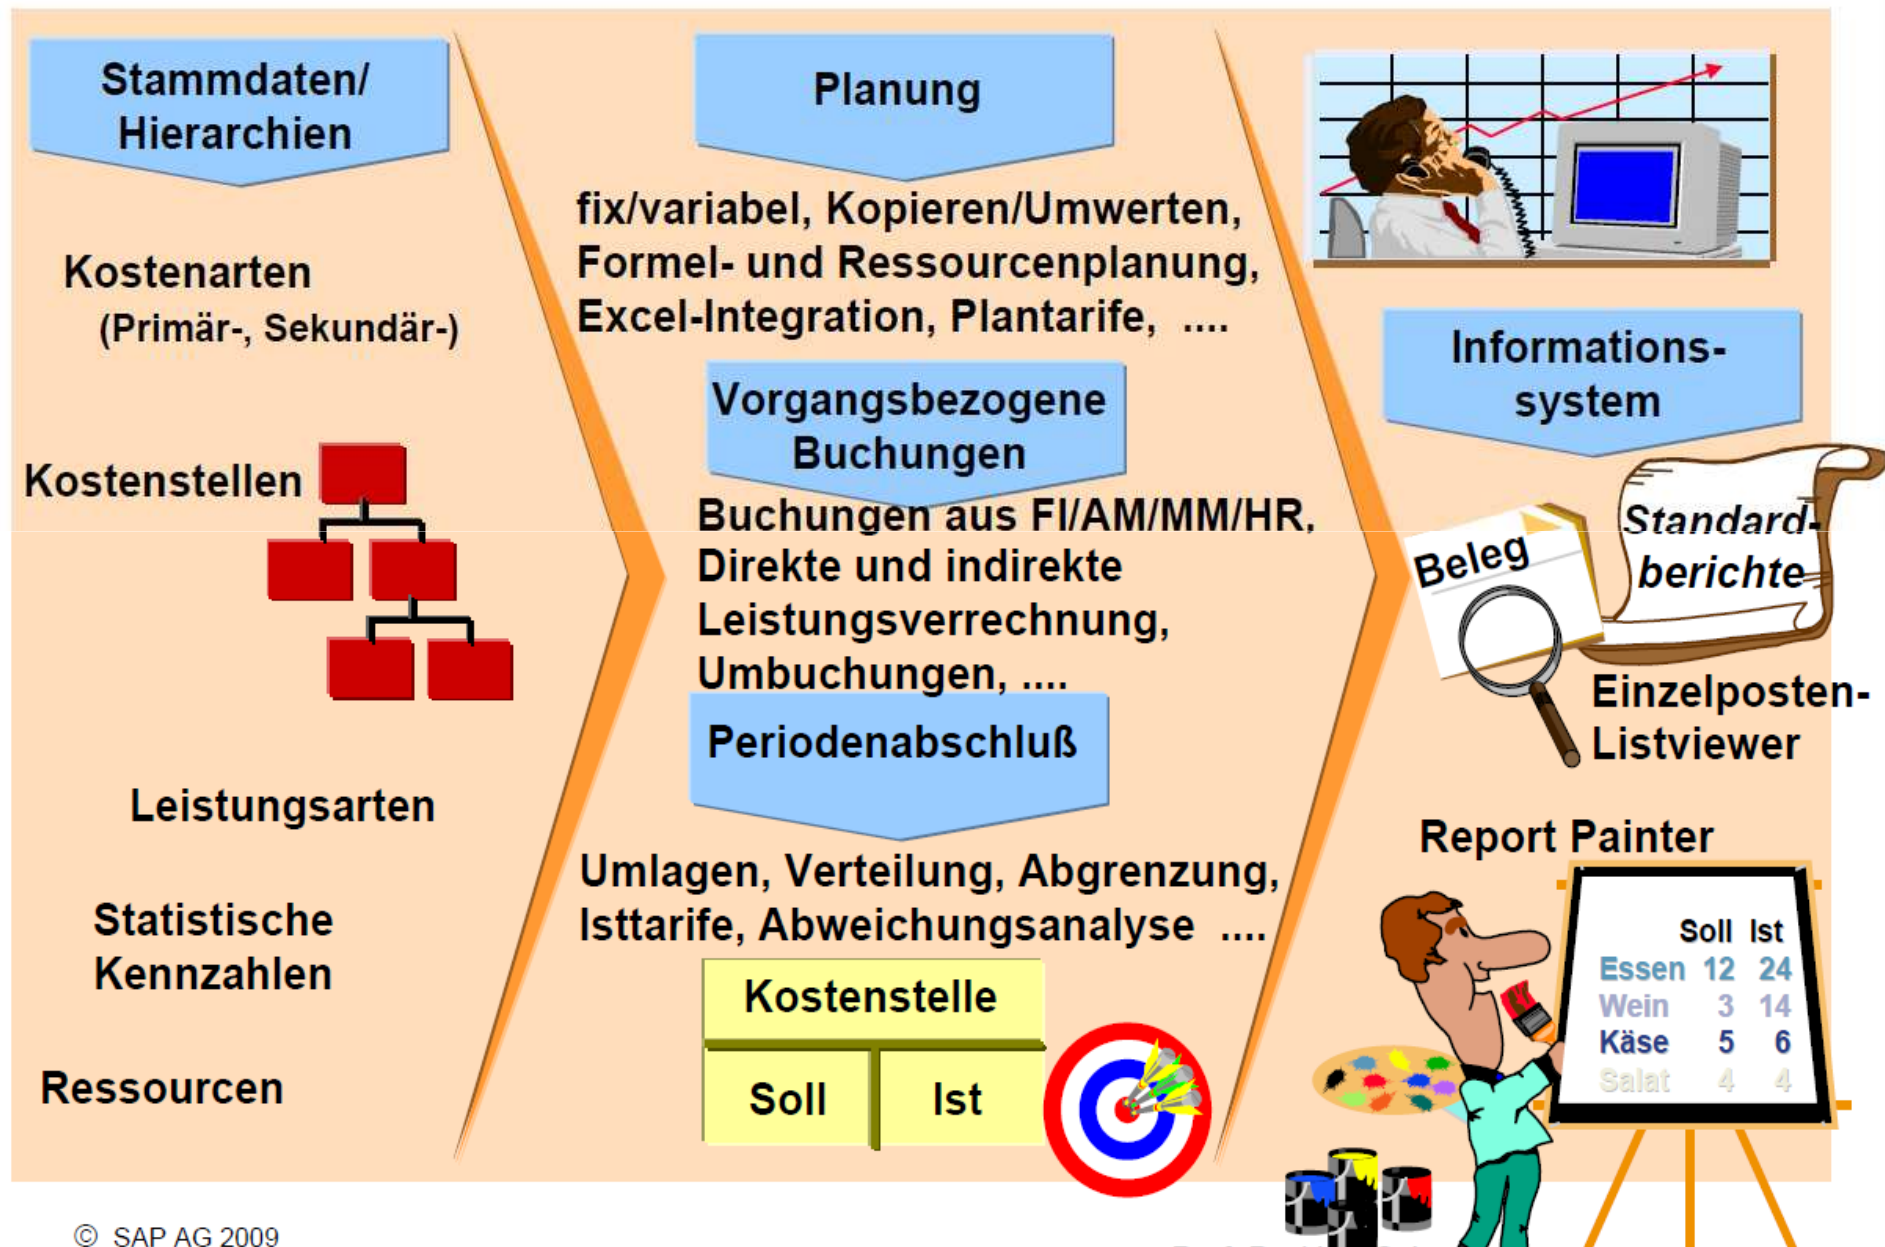 Stammdaten/
Hierarchien
Kostenarten
(Primär-, Sekundär-)
Kostenstellen
Leistungsarten
Statistische
Kennzahlen
Ressourcen
Planung
fix/variabel, Kopieren/Umwerten,
Formel- und Ressourcenplanung,
Excel-Integration, Plantarife, ....
Vorgangsbezogene
Buchungen
Buchungen aus FI/AM/MM/HR,
Direkte und indirekte
Leistungsverrechnung,
Umbuchungen, ....
Periodenabschluß
Umlagen, Verteilung, Abgrenzung,
Isttarife, Abweichungsanalyse ....
Kostenstelle
Soll Ist
Informations-
system
Standard-
berichte
Beleg
Einzelposten-
Listviewer
Report Painter
Soll Ist
Essen 12 24
Wein 3 14
Käse 5 6
Salat 4 4
© SAP AG 2009